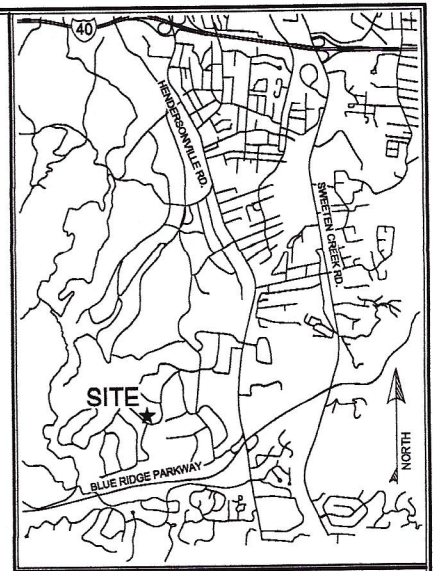 40
HENDERSONVILLE RD.
SWEETEN CREEK RD.
SITE
BLUE RIDGE PARKWAY
NORTH